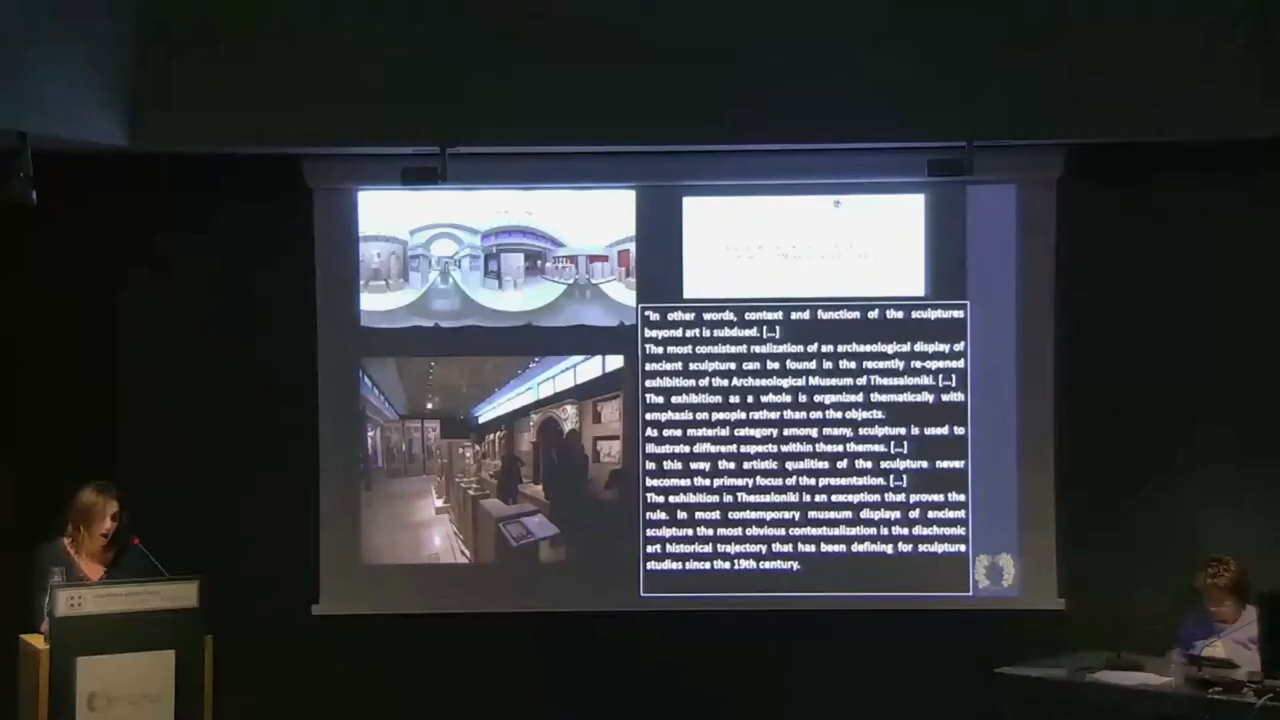 “In other words, context and function of the sculptures
beyond art is subdued. [...]
The most consistent realization of an archaeological display of
ancient sculpture can be found in the recently re-opened
exhibition of the Archaeological Museum of Thessaloniki. [...]
The exhibition as a whole is organized thematically with
emphasis on people rather than on the objects.
As one material category among many, sculpture is used to
illustrate different aspects within these themes. [...]
In this way the artistic qualities of the sculpture never
becomes the primary focus of the presentation. [...]
The exhibition in Thessaloniki is an exception that proves the
rule. In most contemporary museum displays of ancient
sculpture the most obvious contextualization is the diachronic
art historical trajectory that has been defining for sculpture
studies since the 19th century.